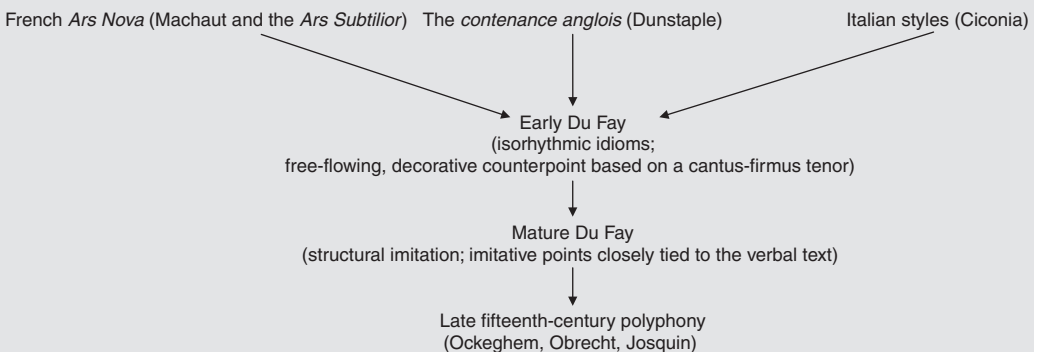 French Ars Nova (Machaut and the Ars Subtilior) The contenance anglois (Dunstaple) Italian styles (Ciconia)
Early Du Fay
(isorhythmic idioms;
free-flowing, decorative counterpoint based on a cantus-firmus tenor)
Mature Du Fay
(structural imitation; imitative points closely tied to the verbal text)
Late fifteenth-century polyphony
(Ockeghem, Obrecht, Josquin)